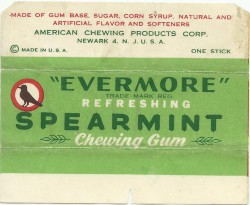 MADE OF GUM BASE, SUGAR, CORN SYRUP, NATURAL AND
ARTIFICIAL FLAVOR AND SOFTENERS
AMERICAN CHEWING PRODUCTS CORP.
NEWARK 4, N. J. U. S. A.
© MADE IN U. S. A.
ONE STICK
"EVERMORE"
TRADE MARK REG.
REFRESHING
SPEARMINT
Chewing Gum